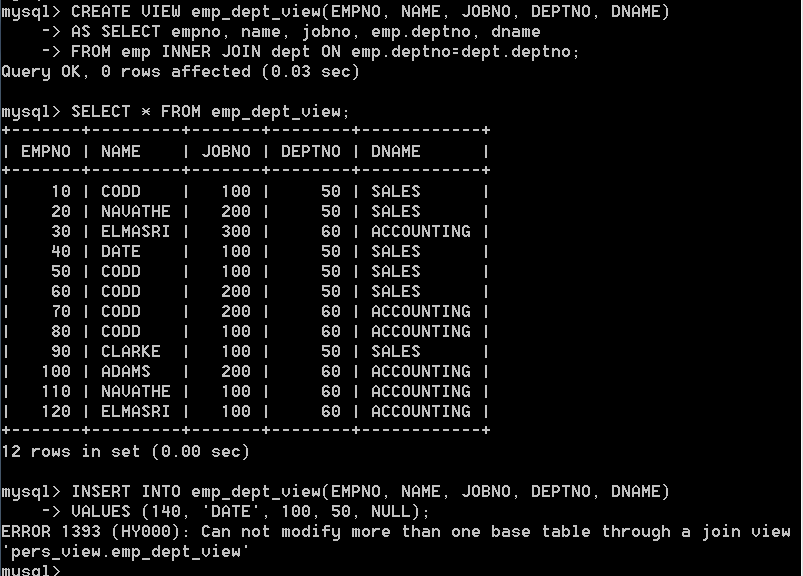 mysql> CREATE VIEW emp_dept_view(EMPNO, NAME, JOBNO, DEPTNO, DNAME)
    -> AS SELECT empno, name, jobno, emp.deptno, dname
    -> FROM emp INNER JOIN dept ON emp.deptno=dept.deptno;
Query OK, 0 rows affected (0.03 sec)

mysql> SELECT * FROM emp_dept_view;
+-------+---------+-------+--------+------------+
| EMPNO | NAME    | JOBNO | DEPTNO | DNAME      |
+-------+---------+-------+--------+------------+
|    10 | CODD    |   100 |     50 | SALES      |
|    20 | NAVATHE |   200 |     50 | SALES      |
|    30 | ELMASRI |   300 |     60 | ACCOUNTING |
|    40 | DATE    |   100 |     50 | SALES      |
|    50 | CODD    |   100 |     50 | SALES      |
|    60 | CODD    |   200 |     50 | SALES      |
|    70 | CODD    |   200 |     60 | ACCOUNTING |
|    80 | CODD    |   100 |     60 | ACCOUNTING |
|    90 | CLARKE  |   100 |     50 | SALES      |
|   100 | ADAMS   |   200 |     60 | ACCOUNTING |
|   110 | NAVATHE |   100 |     60 | ACCOUNTING |
|   120 | ELMASRI |   100 |     60 | ACCOUNTING |
+-------+---------+-------+--------+------------+
12 rows in set (0.00 sec)

mysql> INSERT INTO emp_dept_view(EMPNO, NAME, JOBNO, DEPTNO, DNAME)
    -> VALUES (140, 'DATE', 100, 50, NULL);
ERROR 1393 (HY000): Can not modify more than one base table through a join view
'pers_view.emp_dept_view'
mysql>